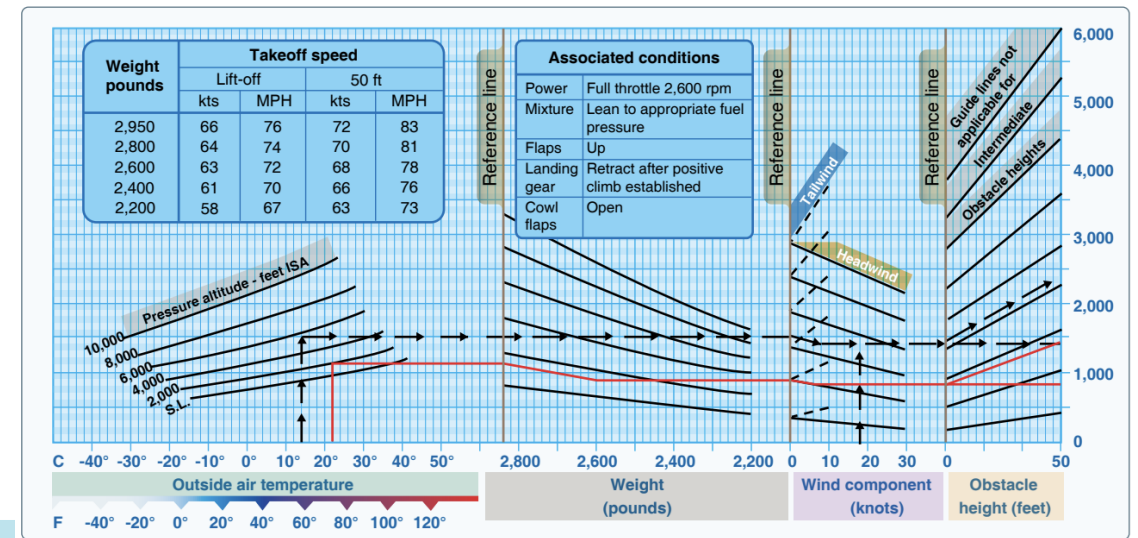 Weight pounds
Takeoff speed
Lift-off
50 ft
kts
MPH
kts
MPH
2,950 66 76 72 83
2,800 64 74 70 81
2,600 63 72 68 78
2,400 61 70 66 76
2,200 58 67 63 73
Reference line
Associated conditions
Power Full throttle 2,600 rpm
Mixture Lean to appropriate fuel
pressure
Flaps Up
Landing Retract after positive
gear climb established
Cowl Open
flaps
Reference line
Tailwind
Headwind
Reference line
Guide lines not
applicable for
Intermediate
Obstacle heights
6,000
5,000
4,000
3,000
2,000
1,000
0
Pressure altitude - feet ISA
10,000
8,000
6,000
4,000
2,000
S.L.
C -40° -30° -20° -10° 0 10° 20° 30° 40° 50°
2,800 2,600 2,400 2,200
0 10 20 30
0 50
Outside air temperature
Weight
(pounds)
Wind component
(knots)
Obstacle
height (feet)
F -40° -20° 0° 20° 40° 60° 80° 100° 120°